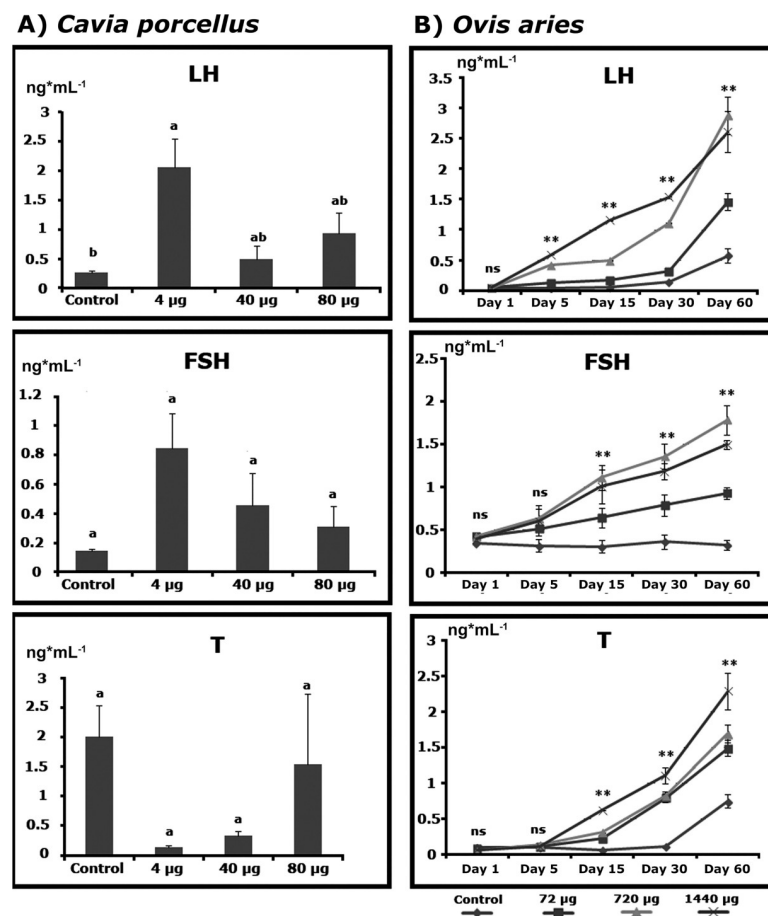 A) Cavia porcellus
LH
ng*mL⁻¹
3
2.5
2
1.5
1
0.5
0
b
a
ab
ab
Control 4 µg 40 µg 80 µg
FSH
ng*mL⁻¹
1.2
1
0.8
0.6
0.4
0.2
0
a
a
a
a
Control 4 µg 40 µg 80 µg
T
ng*mL⁻¹
3
2.5
2
1.5
1
0.5
0
a
a
a
a
Control 4 µg 40 µg 80 µg
B) Ovis aries
ng*mL⁻¹
LH
3.5
3
2.5
2
1.5
1
0.5
0
ns
**
**
**
**
Day 1 Day 5 Day 15 Day 30 Day 60
ng*mL⁻¹
FSH
2.5
2
1.5
1
0.5
0
ns
ns
**
**
**
Day 1 Day 5 Day 15 Day 30 Day 60
ng*mL⁻¹
T
3
2.5
2
1.5
1
0.5
0
ns
ns
**
**
**
Day 1 Day 5 Day 15 Day 30 Day 60
Control 72 µg 720 µg 1440 µg